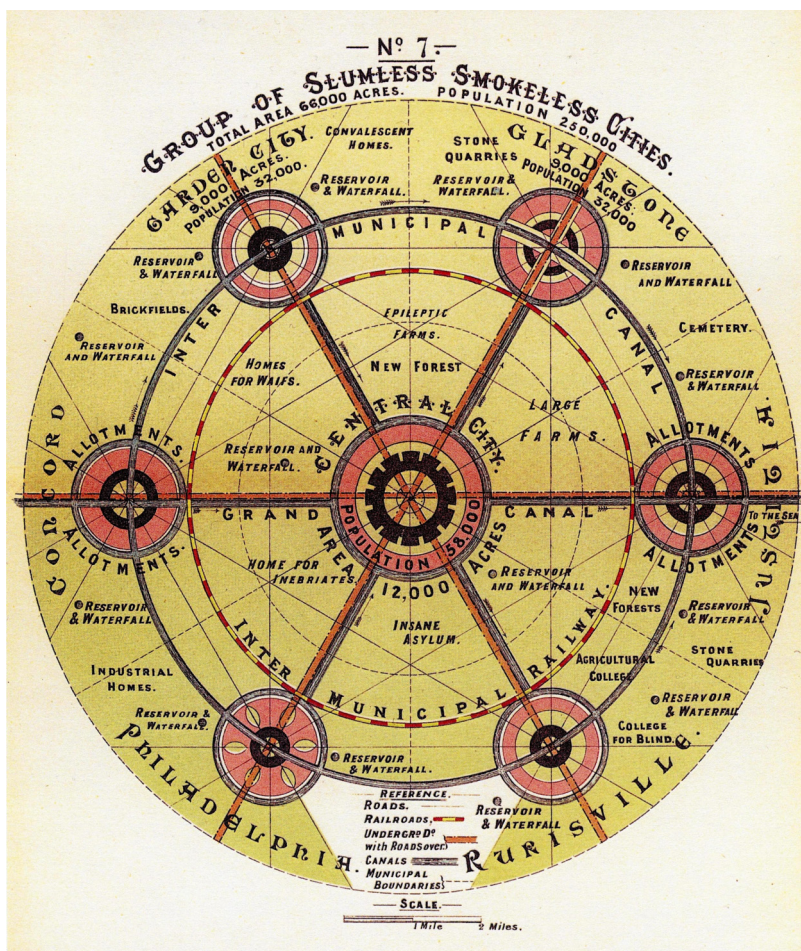 — Nº 7. —
GROUP OF SLUMLESS SMOKELESS CITIES.
TOTAL AREA 66,000 ACRES. POPULATION 250,000
GARDEN CITY.
9,000 ACRES.
POPULATION 32,000.
CONVALESCENT
HOMES.
STONE
QUARRIES
GLADSTONE
9,000 ACRES.
POPULATION
32,000
RESERVOIR
& WATERFALL.
RESERVOIR &
WATERFALL.
RESERVOIR
& WATERFALL
RESERVOIR
AND WATERFALL
INTER MUNICIPAL CANAL
BRICKFIELDS.
RESERVOIR
AND WATERFALL
EPILEPTIC
FARMS.
CEMETERY.
HOMES
FOR WAIFS.
NEW FOREST
RESERVOIR
& WATERFALL
LARGE
FARMS.
CONCORD
ALLOTMENTS.
ALLOTMENTS.
CENTRAL CITY.
RESERVOIR AND
WATERFALL.
ALLOTMENTS
ALLOTMENTS
JUSTITIA
TO THE SEA
GRAND CANAL
POPULATION 58,000
AREA 12,000 ACRES
HOME FOR
INEBRIATES.
RESERVOIR
AND WATERFALL
RESERVOIR
& WATERFALL
INSANE
ASYLUM.
NEW
FORESTS
RESERVOIR
& WATERFALL
INTER MUNICIPAL RAILWAY.
STONE
QUARRIES
INDUSTRIAL
HOMES.
AGRICULTURAL
COLLEGE
RESERVOIR
& WATERFALL
RESERVOIR &
WATERFALL
COLLEGE
FOR BLIND.
RESERVOIR
& WATERFALL.
PHILADELPHIA.
RURISVILLE.
REFERENCE.
ROADS.
RAILROADS,
UNDERGRD Dº
with ROADS over
CANALS
MUNICIPAL
BOUNDARIES
RESERVOIR
& WATERFALL
— SCALE. —
1 Mile 2 Miles.